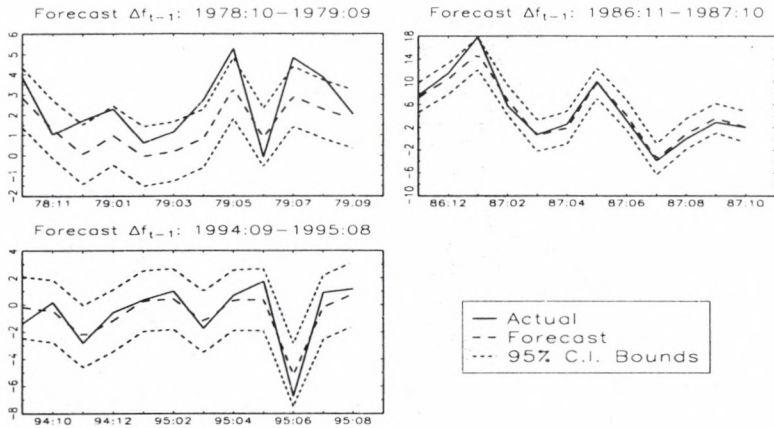 Forecast Δf_{t−1}: 1978:10−1979:09
Forecast Δf_{t−1}: 1986:11−1987:10
6
5
4
3
2
1
0
−1
−2
78:11 79:01 79:03 79:05 79:07 79:09
18
14
10
6
2
−2
−6
−10
86:12 87:02 87:04 87:06 87:08 87:10
Forecast Δf_{t−1}: 1994:09−1995:08
4
2
0
−2
−4
−6
−8
94:10 94:12 95:02 95:04 95:06 95:08
Actual
Forecast
95% C.I. Bounds